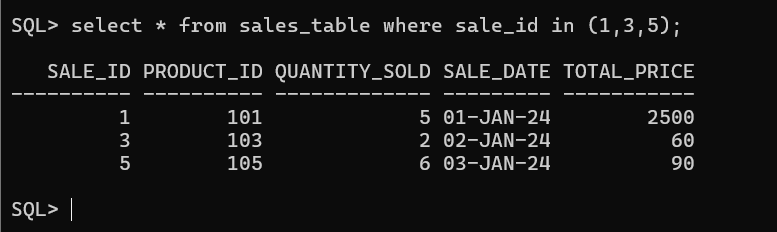 SQL> select * from sales_table where sale_id in (1,3,5);
SALE_ID PRODUCT_ID QUANTITY_SOLD SALE_DATE TOTAL_PRICE
---------- ---------- ------------- --------- -----------
1 101 5 01-JAN-24 2500
3 103 2 02-JAN-24 60
5 105 6 03-JAN-24 90
SQL>